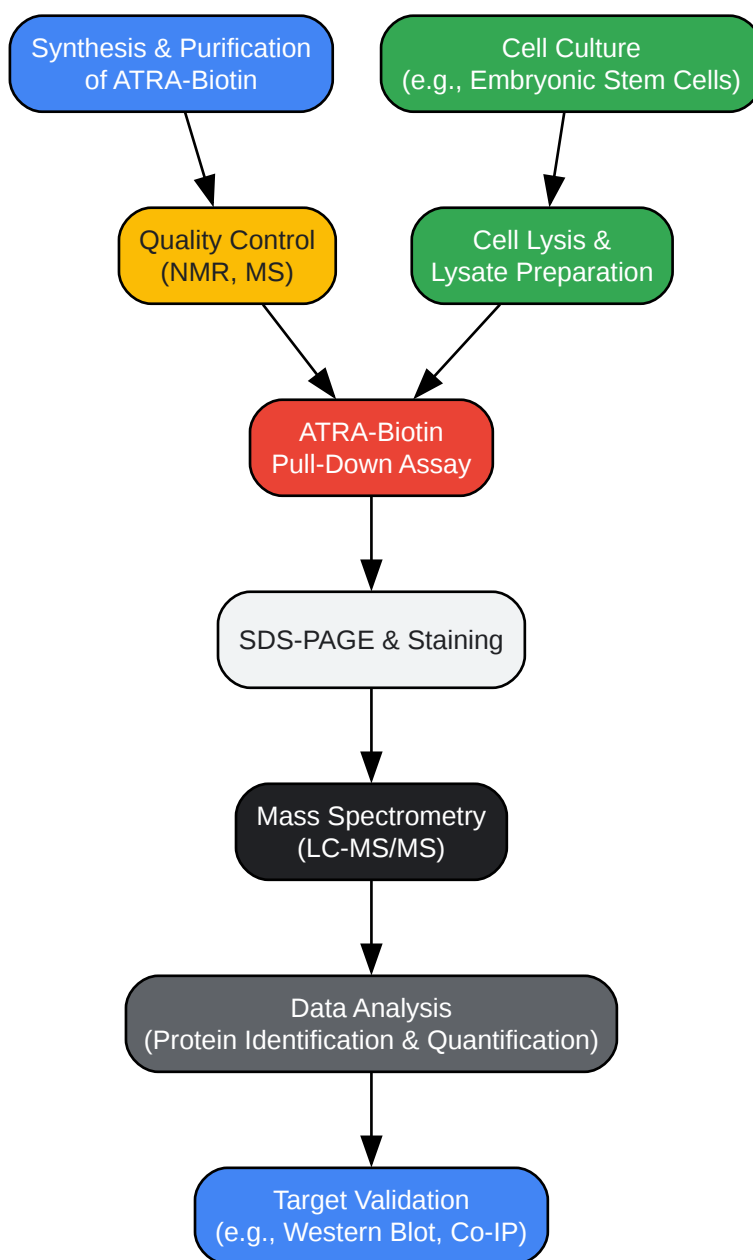 Synthesis & Purification
of ATRA-Biotin
Cell Culture
(e.g., Embryonic Stem Cells)
Quality Control
(NMR, MS)
Cell Lysis &
Lysate Preparation
ATRA-Biotin
Pull-Down Assay
SDS-PAGE & Staining
Mass Spectrometry
(LC-MS/MS)
Data Analysis
(Protein Identification & Quantification)
Target Validation
(e.g., Western Blot, Co-IP)